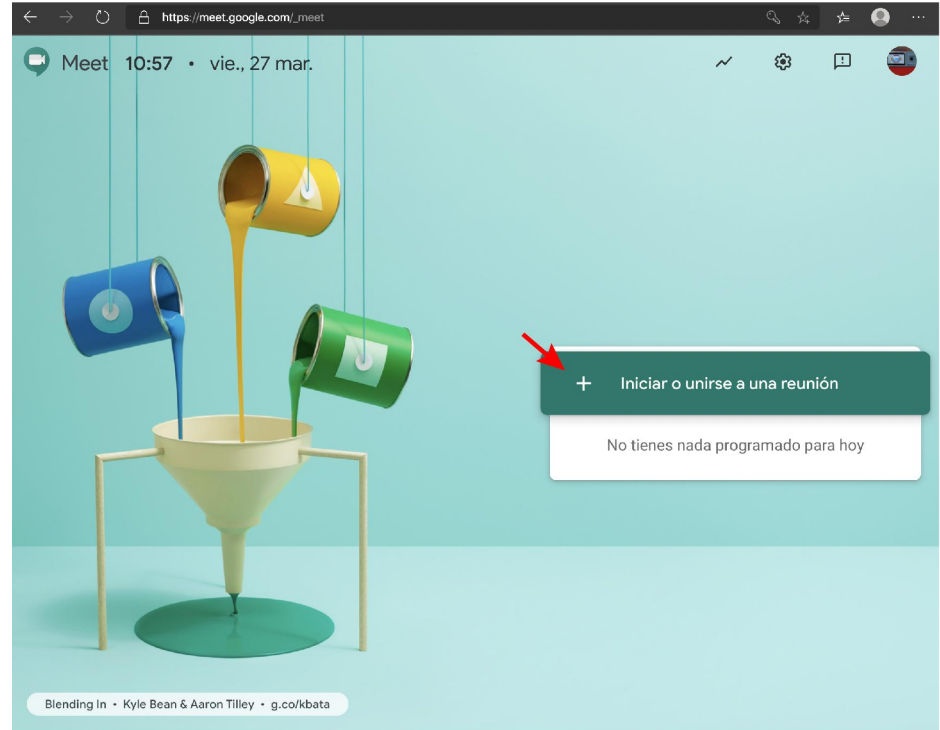 https://meet.google.com/_meet
Meet 10:57 • vie., 27 mar.
Iniciar o unirse a una reunión
No tienes nada programado para hoy
Blending In • Kyle Bean & Aaron Tilley • g.co/kbata